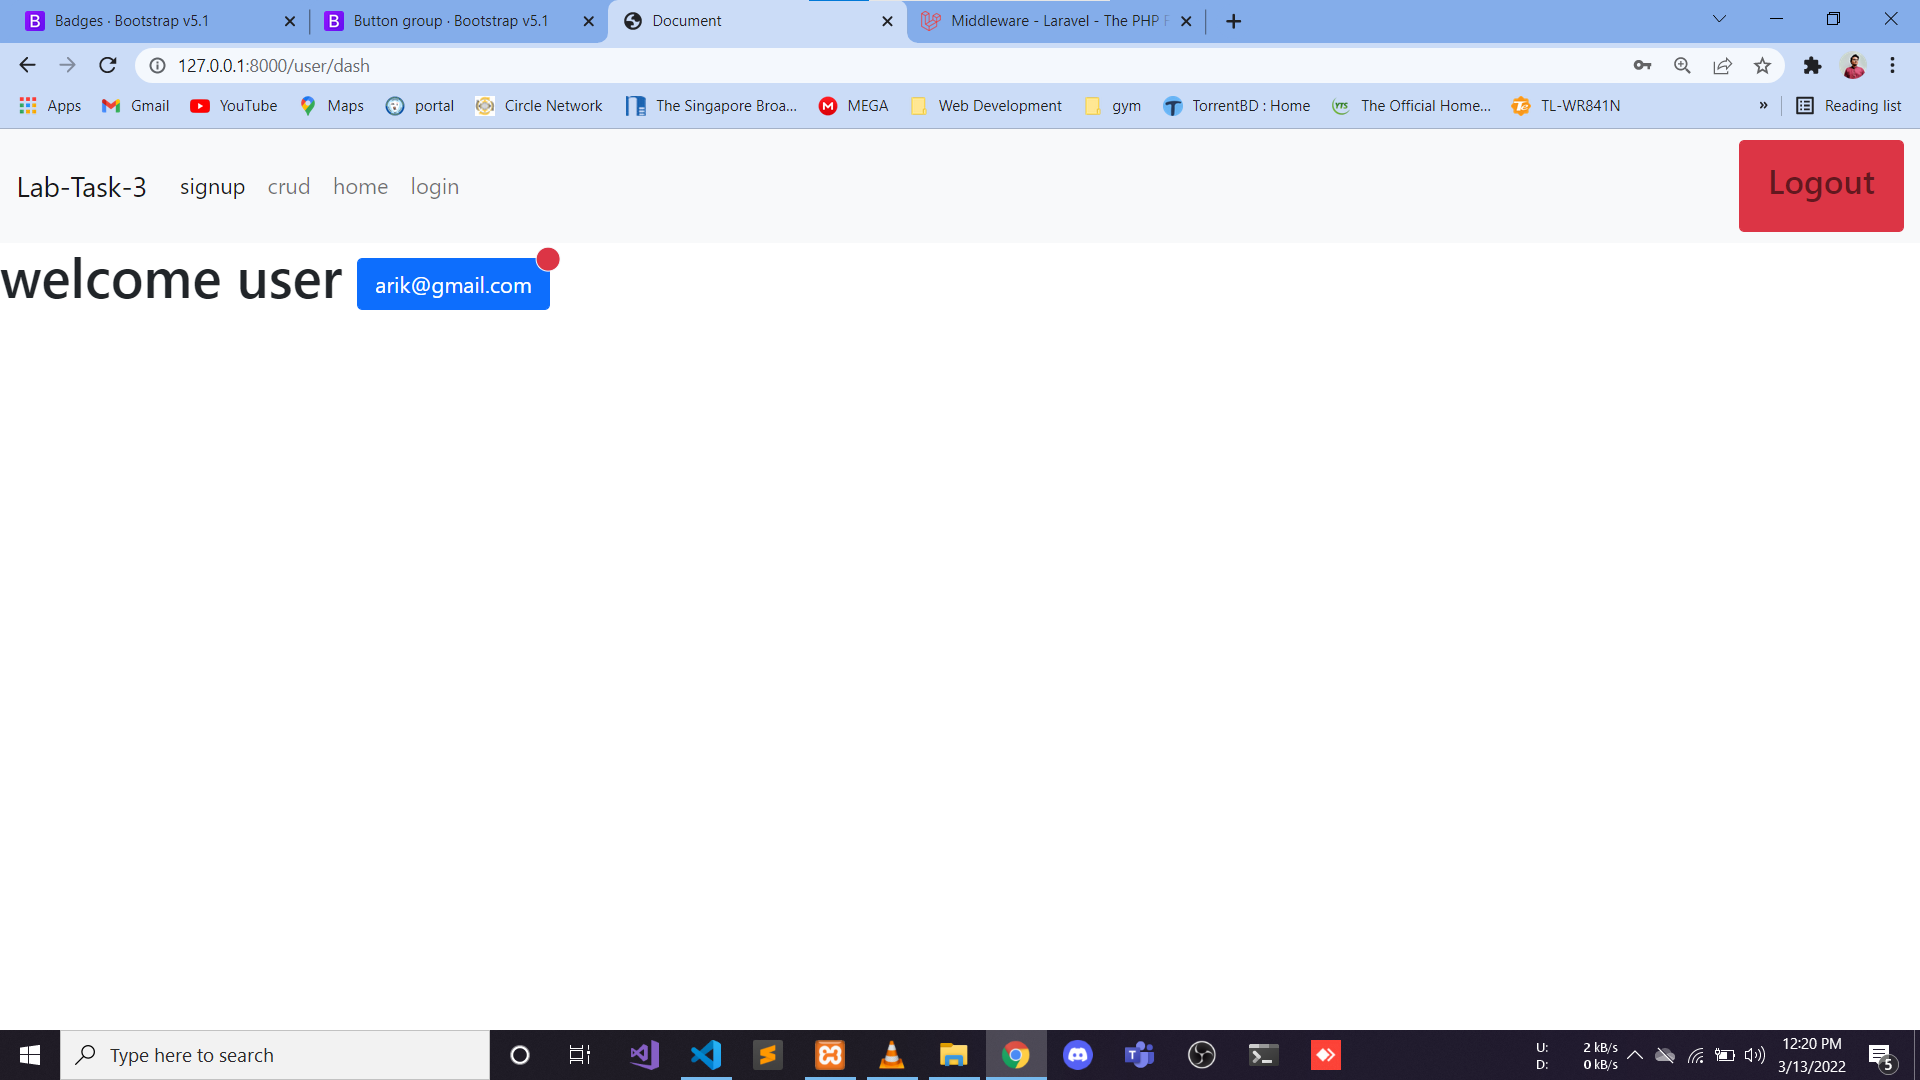 Badges · Bootstrap v5.1
Button group · Bootstrap v5.1
Document
Middleware - Laravel - The PHP F
127.0.0.1:8000/user/dash
Apps
Gmail
YouTube
Maps
portal
Circle Network
The Singapore Broa...
MEGA
Web Development
gym
TorrentBD : Home
YTS
The Official Home...
TL-WR841N
»
Reading list
Lab-Task-3
signup
crud
home
login
Logout
welcome user
arik@gmail.com
Type here to search
U: 2 kB/s
D: 0 kB/s
12:20 PM
3/13/2022
5